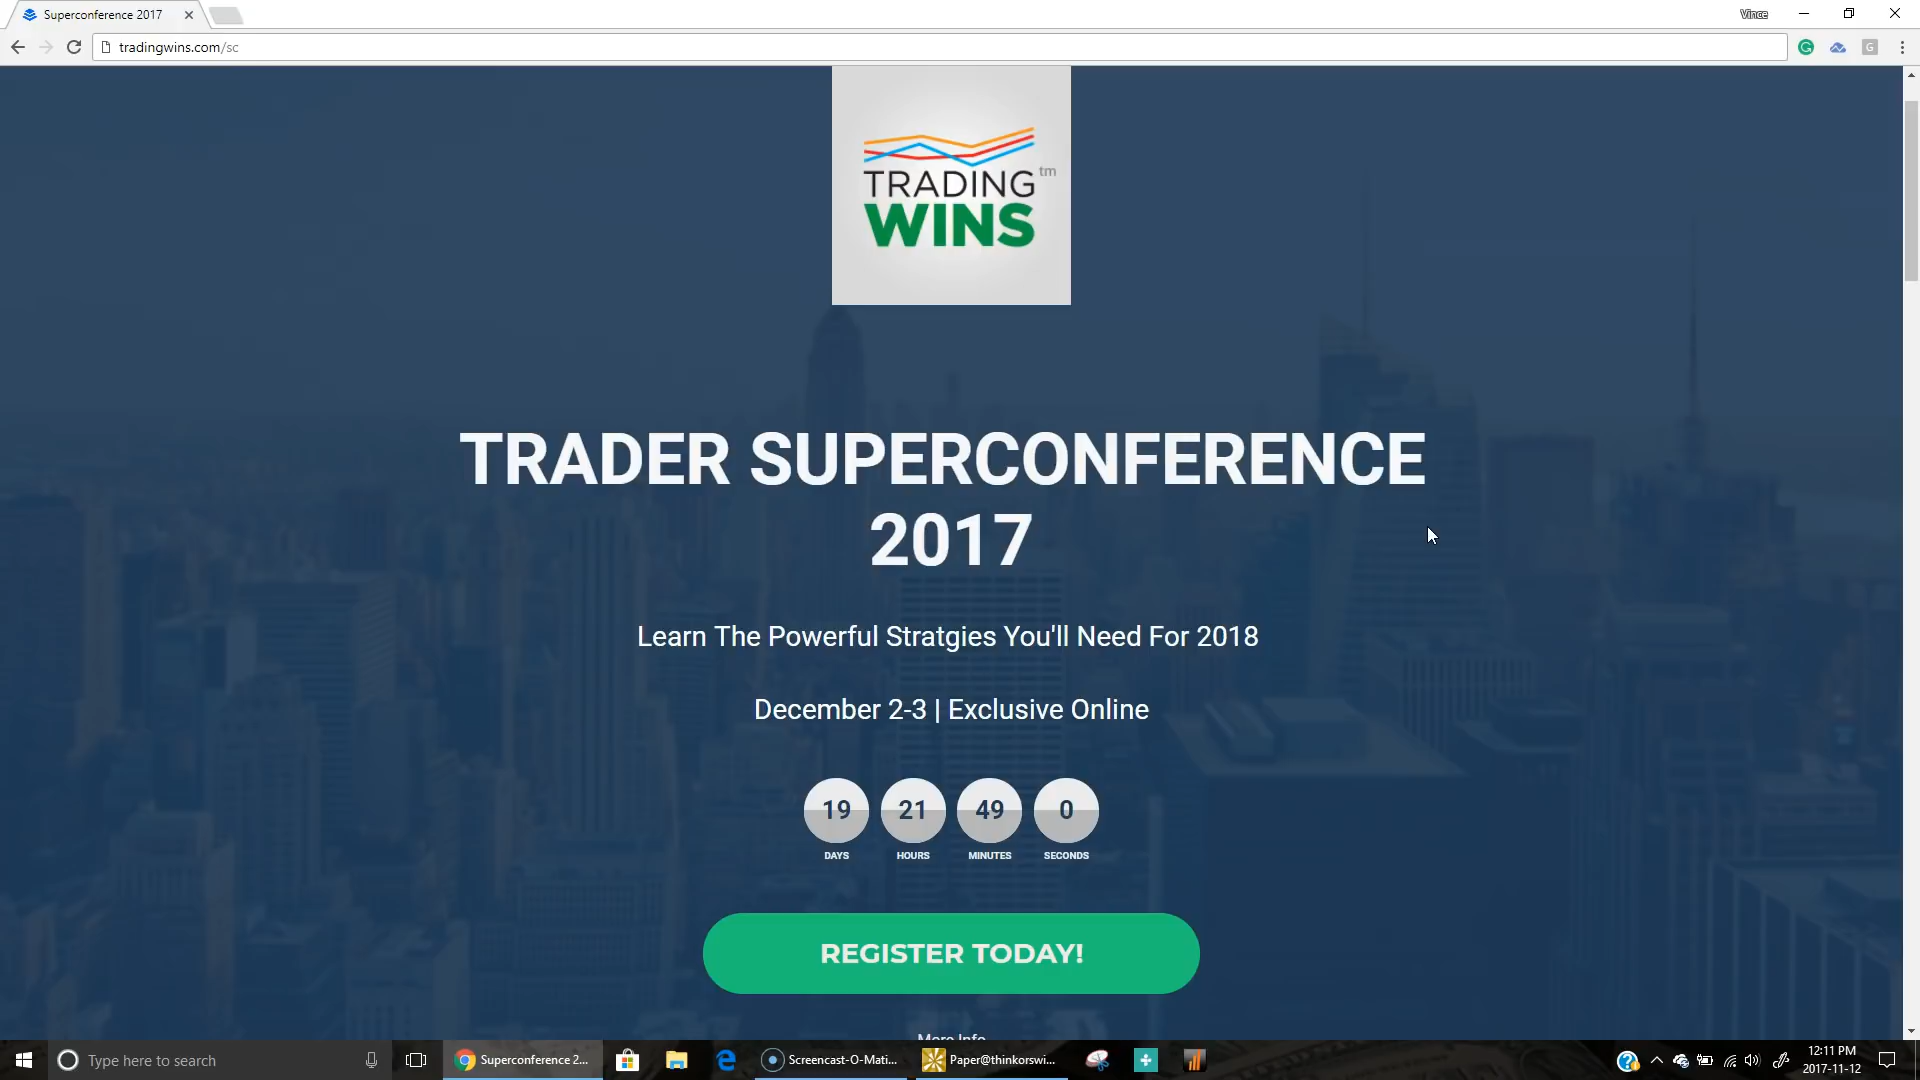 Superconference 2017
Vince
tradingwins.com/sc
TRADING tm
WINS
TRADER SUPERCONFERENCE
2017
Learn The Powerful Stratgies You'll Need For 2018
December 2-3 | Exclusive Online
19 21 49 0
DAYS HOURS MINUTES SECONDS
REGISTER TODAY!
More Info
Type here to search
Superconference 2...
Screencast-O-Mati...
Paper@thinkorswi...
12:11 PM
2017-11-12